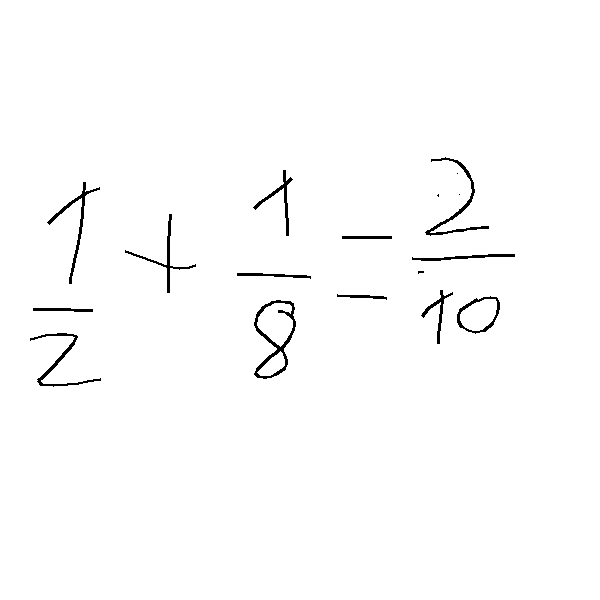 1/2 + 1/8 = 2/10